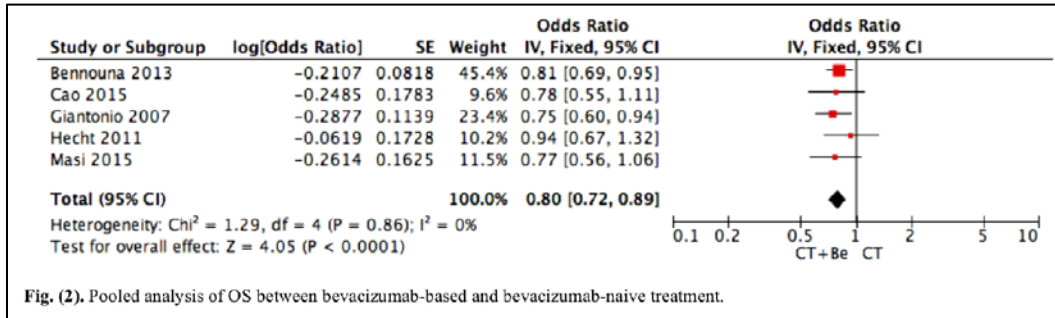 Odds Ratio Odds Ratio
Study or Subgroup log[Odds Ratio] SE Weight IV, Fixed, 95% CI IV, Fixed, 95% CI
Bennouna 2013 -0.2107 0.0818 45.4% 0.81 [0.69, 0.95]
Cao 2015 -0.2485 0.1783 9.6% 0.78 [0.55, 1.11]
Giantonio 2007 -0.2877 0.1139 23.4% 0.75 [0.60, 0.94]
Hecht 2011 -0.0619 0.1728 10.2% 0.94 [0.67, 1.32]
Masi 2015 -0.2614 0.1625 11.5% 0.77 [0.56, 1.06]
Total (95% CI) 100.0% 0.80 [0.72, 0.89]
Heterogeneity: Chi² = 1.29, df = 4 (P = 0.86); I² = 0%
Test for overall effect: Z = 4.05 (P < 0.0001)
0.1 0.2 0.5 1 2 5 10
CT+Be CT
Fig. (2). Pooled analysis of OS between bevacizumab-based and bevacizumab-naive treatment.